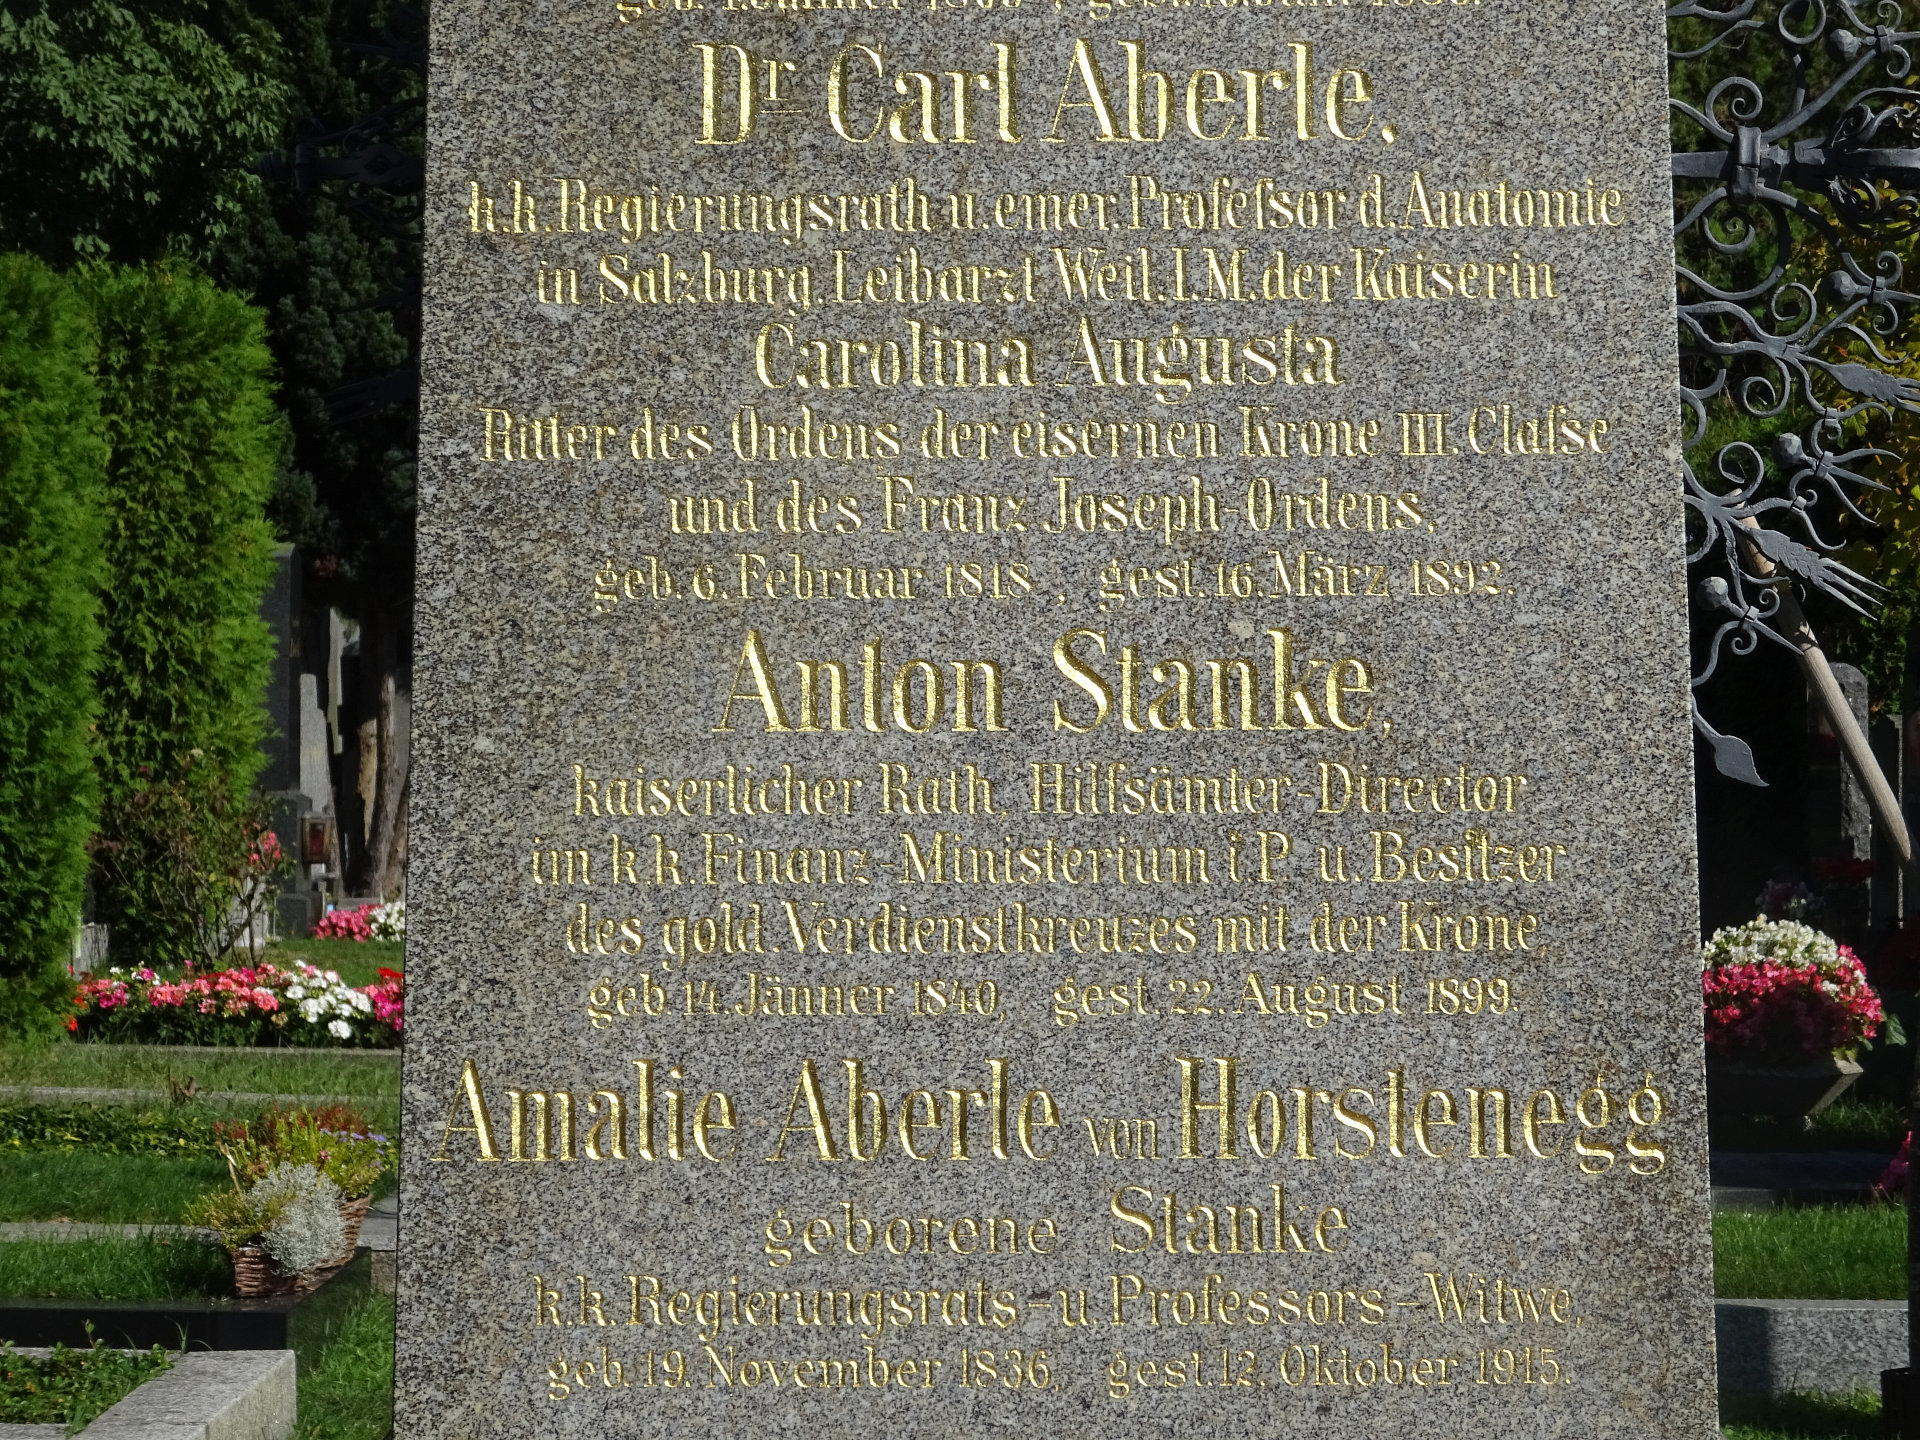 Dr Carl Aberle,
k.k. Regierungsrath u. emer. Profeſsor d. Anatomie
in Salzburg. Leibarzt Weil. I. M. der Kaiserin
Carolina Augusta
Ritter des Ordens der eisernen Krone III. Claſse
und des Franz Joseph-Ordens,
geb. 6. Februar 1818, gest. 16. März 1892.
Anton Stanke,
kaiserlicher Rath, Hilfsämter-Director
im k.k. Finanz-Ministerium i. P. u. Besitzer
des gold. Verdienstkreuzes mit der Krone,
geb. 14. Jänner 1840, gest. 22. August 1899.
Amalie Aberle von Horstenegg
geborene Stanke
k.k. Regierungsrats- u. Professors-Witwe,
geb. 19. November 1836, gest. 12. Oktober 1915.